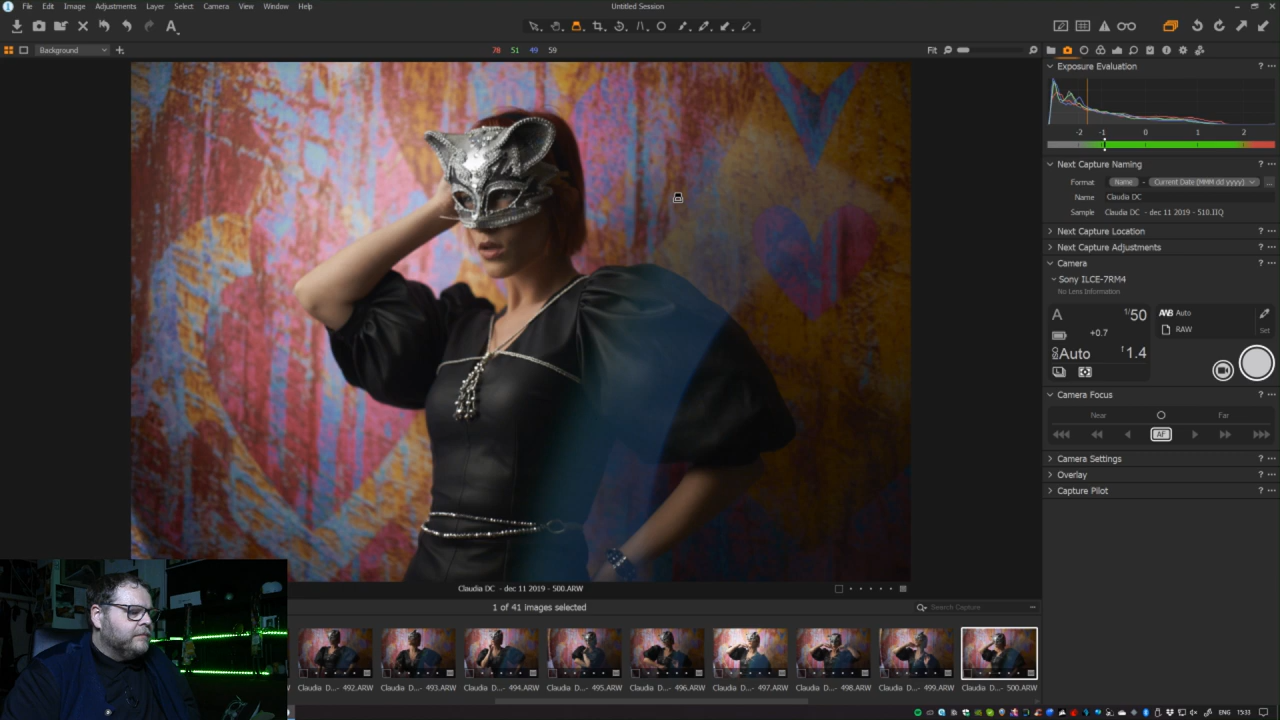 File Edit Image Adjustments Layer Select Camera View Window Help
Untitled Session
Background
78 51 49 59
Fit
Exposure Evaluation
-2 -1 0 1 2
Next Capture Naming
Format Name - Current Date (MMM dd yyyy) ...
Name Claudia DC
Sample Claudia DC - dec 11 2019 - 510.IIQ
Next Capture Location
Next Capture Adjustments
Camera
Sony ILCE-7RM4
No Lens Information
A 1/50 AWB Auto
+0.7 RAW
Auto f 1.4
Camera Focus
Near Far
AF
Camera Settings
Overlay
Capture Pilot
Claudia DC - dec 11 2019 - 500.ARW
1 of 41 images selected
Search Capture
Claudia D...- 492.ARW
Claudia D...- 493.ARW
Claudia D...- 494.ARW
Claudia D...- 495.ARW
Claudia D...- 496.ARW
Claudia D...- 497.ARW
Claudia D...- 498.ARW
Claudia D...- 499.ARW
Claudia D...- 500.ARW
ENG 15:33